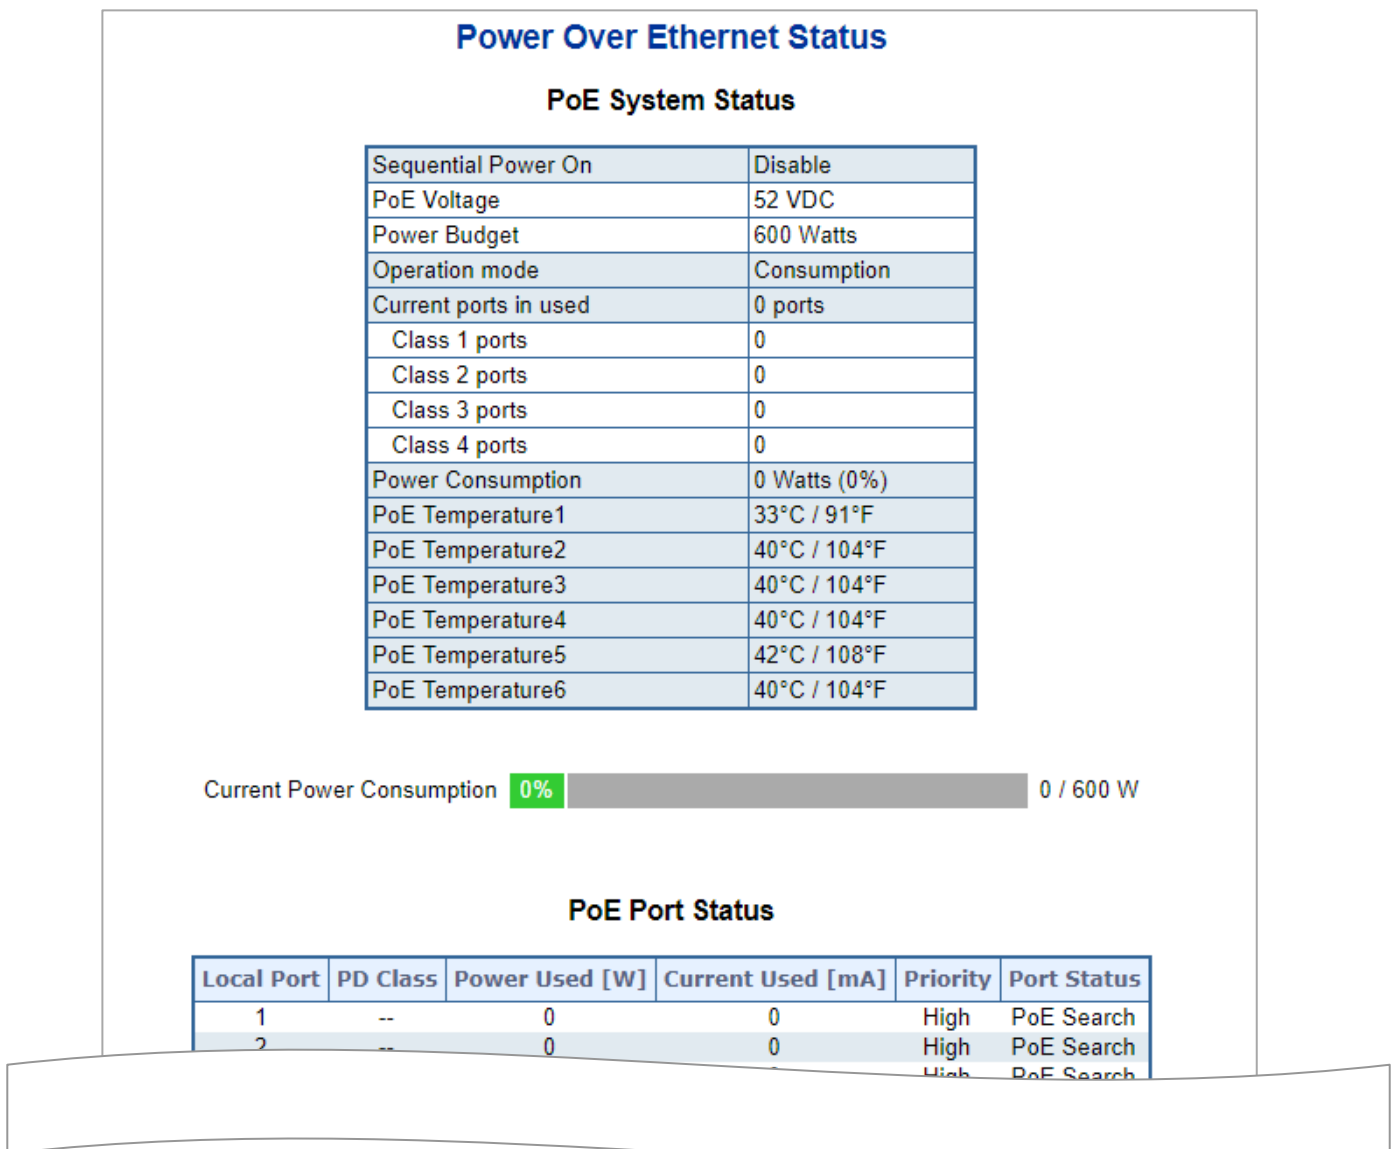 Power Over Ethernet Status
PoE System Status
Sequential Power On Disable
PoE Voltage 52 VDC
Power Budget 600 Watts
Operation mode Consumption
Current ports in used 0 ports
Class 1 ports 0
Class 2 ports 0
Class 3 ports 0
Class 4 ports 0
Power Consumption 0 Watts (0%)
PoE Temperature1 33°C / 91°F
PoE Temperature2 40°C / 104°F
PoE Temperature3 40°C / 104°F
PoE Temperature4 40°C / 104°F
PoE Temperature5 42°C / 108°F
PoE Temperature6 40°C / 104°F
Current Power Consumption 0% 0 / 600 W
PoE Port Status
Local Port PD Class Power Used [W] Current Used [mA] Priority Port Status
1 -- 0 0 High PoE Search
2 -- 0 0 High PoE Search
High PoE Search